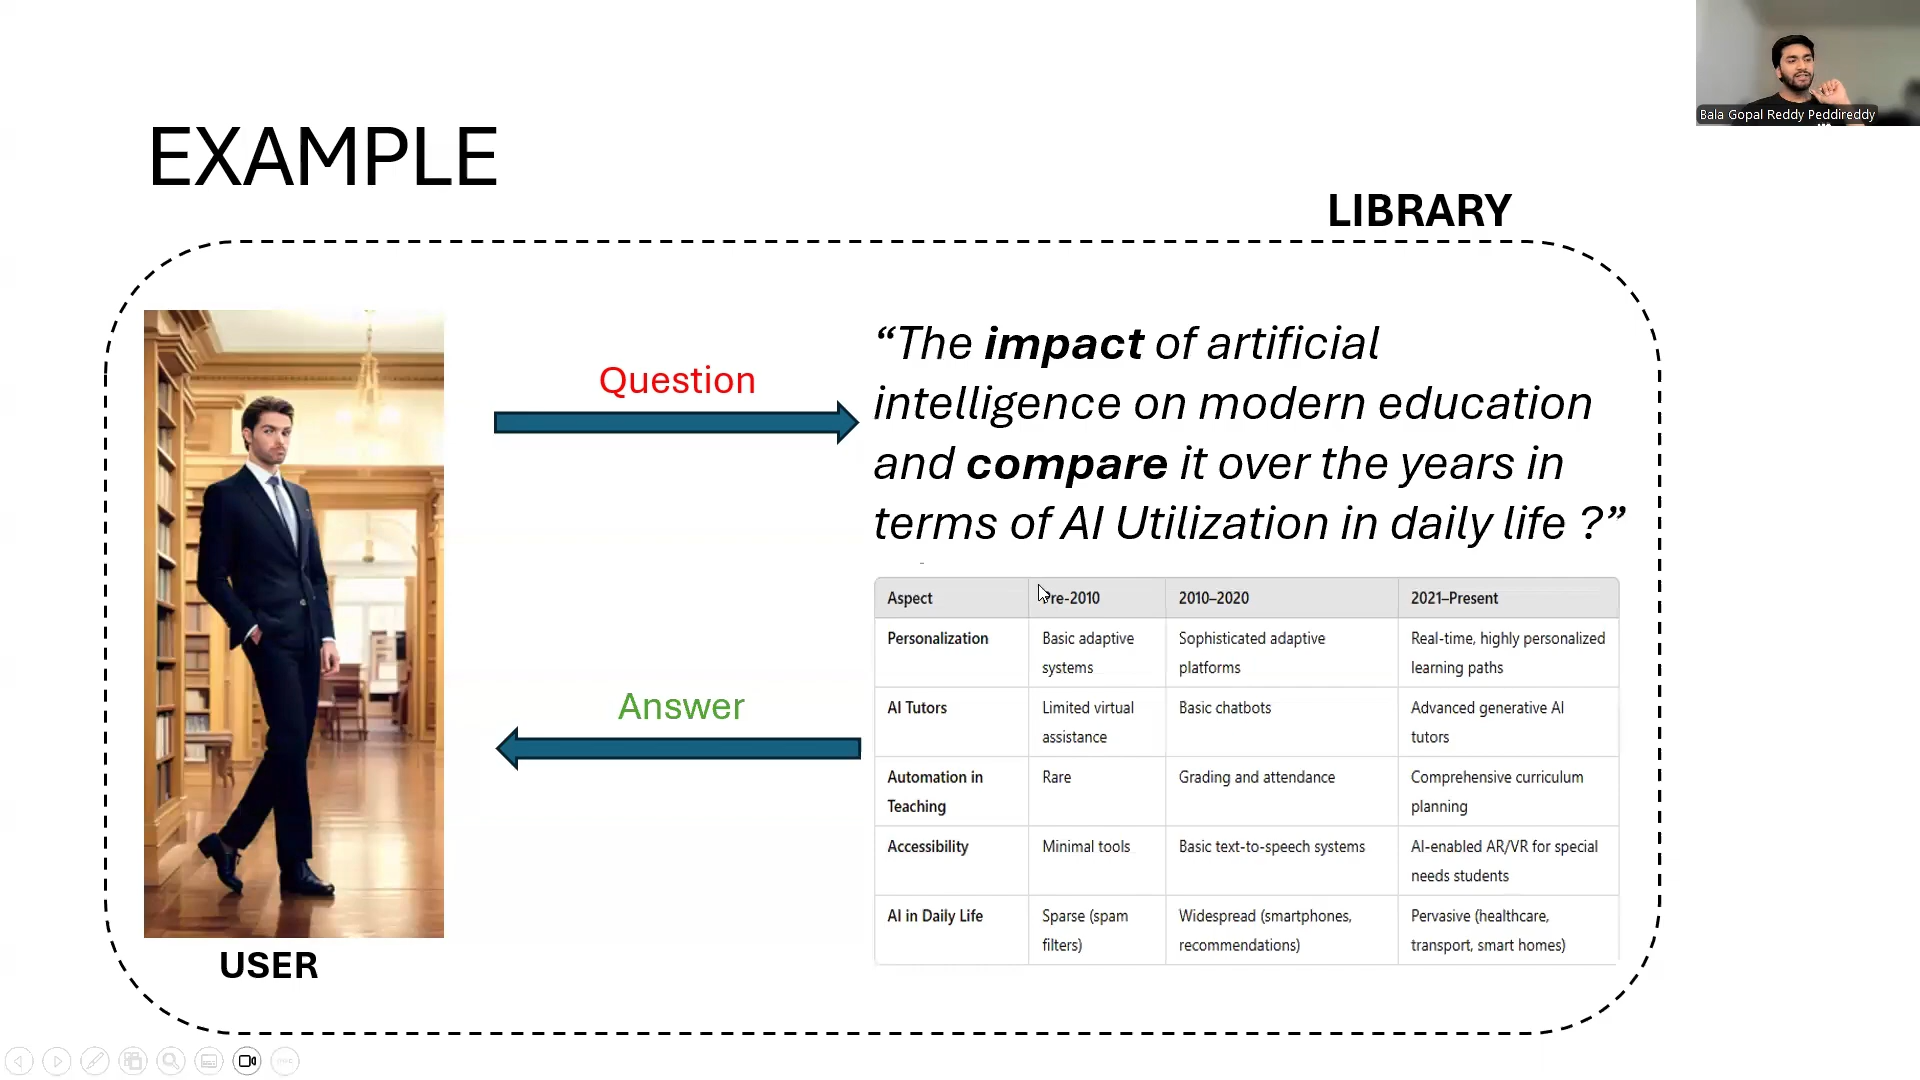 Bala Gopal Reddy Peddireddy
EXAMPLE
LIBRARY
Question
“The impact of artificial
intelligence on modern education
and compare it over the years in
terms of AI Utilization in daily life ?”
Answer
Aspect Pre-2010 2010–2020 2021–Present
Personalization Basic adaptive systems Sophisticated adaptive platforms Real-time, highly personalized learning paths
AI Tutors Limited virtual assistance Basic chatbots Advanced generative AI tutors
Automation in Teaching Rare Grading and attendance Comprehensive curriculum planning
Accessibility Minimal tools Basic text-to-speech systems AI-enabled AR/VR for special needs students
AI in Daily Life Sparse (spam filters) Widespread (smartphones, recommendations) Pervasive (healthcare, transport, smart homes)
USER